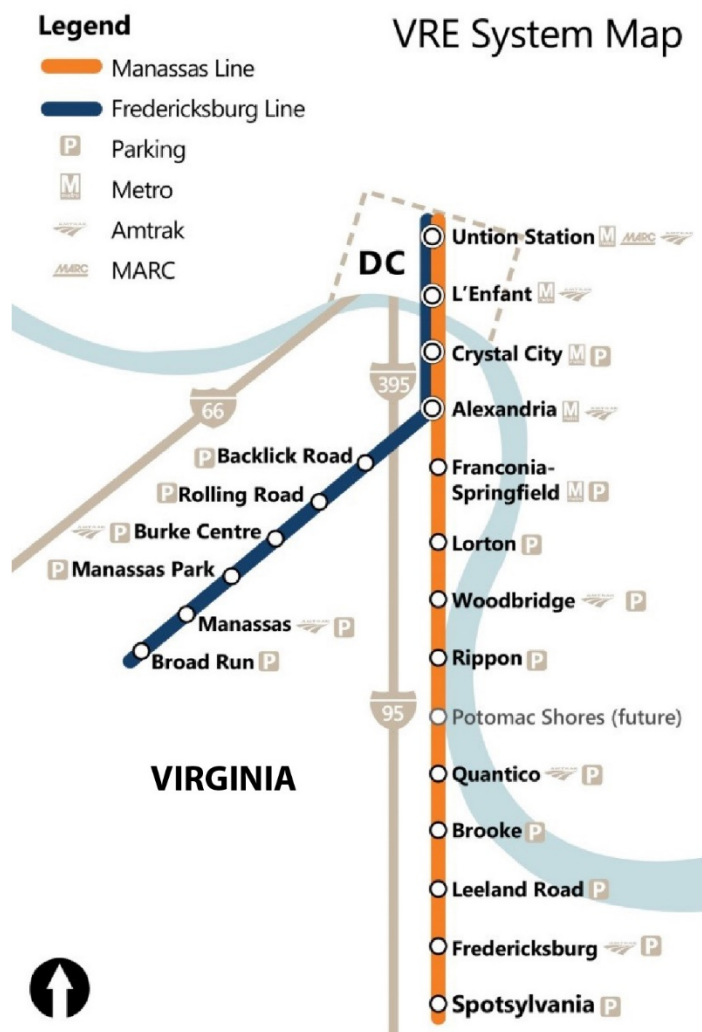 Legend
VRE System Map
Manassas Line
Fredericksburg Line
P Parking
M Metro
Amtrak
MARC MARC
DC
Untion Station M MARC
L'Enfant M
Crystal City M P
395
66
Alexandria M
P Backlick Road
Franconia-
Springfield M P
P Rolling Road
P Burke Centre
Lorton P
P Manassas Park
Woodbridge P
Manassas P
Broad Run P
Rippon P
95
Potomac Shores (future)
VIRGINIA
Quantico P
Brooke P
Leeland Road P
Fredericksburg P
Spotsylvania P